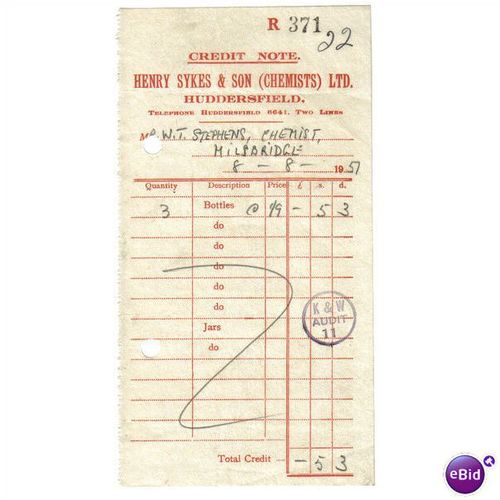 R 371
22
CREDIT NOTE.
HENRY SYKES & SON (CHEMISTS) LTD.
HUDDERSFIELD.
TELEPHONE HUDDERSFIELD 6641, TWO LINES
Mr. W.T. STEPHENS, CHEMIST,
MILNBRIDGE
8 - 8 - 1951
Quantity Description Price £ s. d.
3 Bottles @ 1/9 - 5 3
do
do
do
do
do
Jars
do
K & W
AUDIT
11
Total Credit - 5 3
eBid